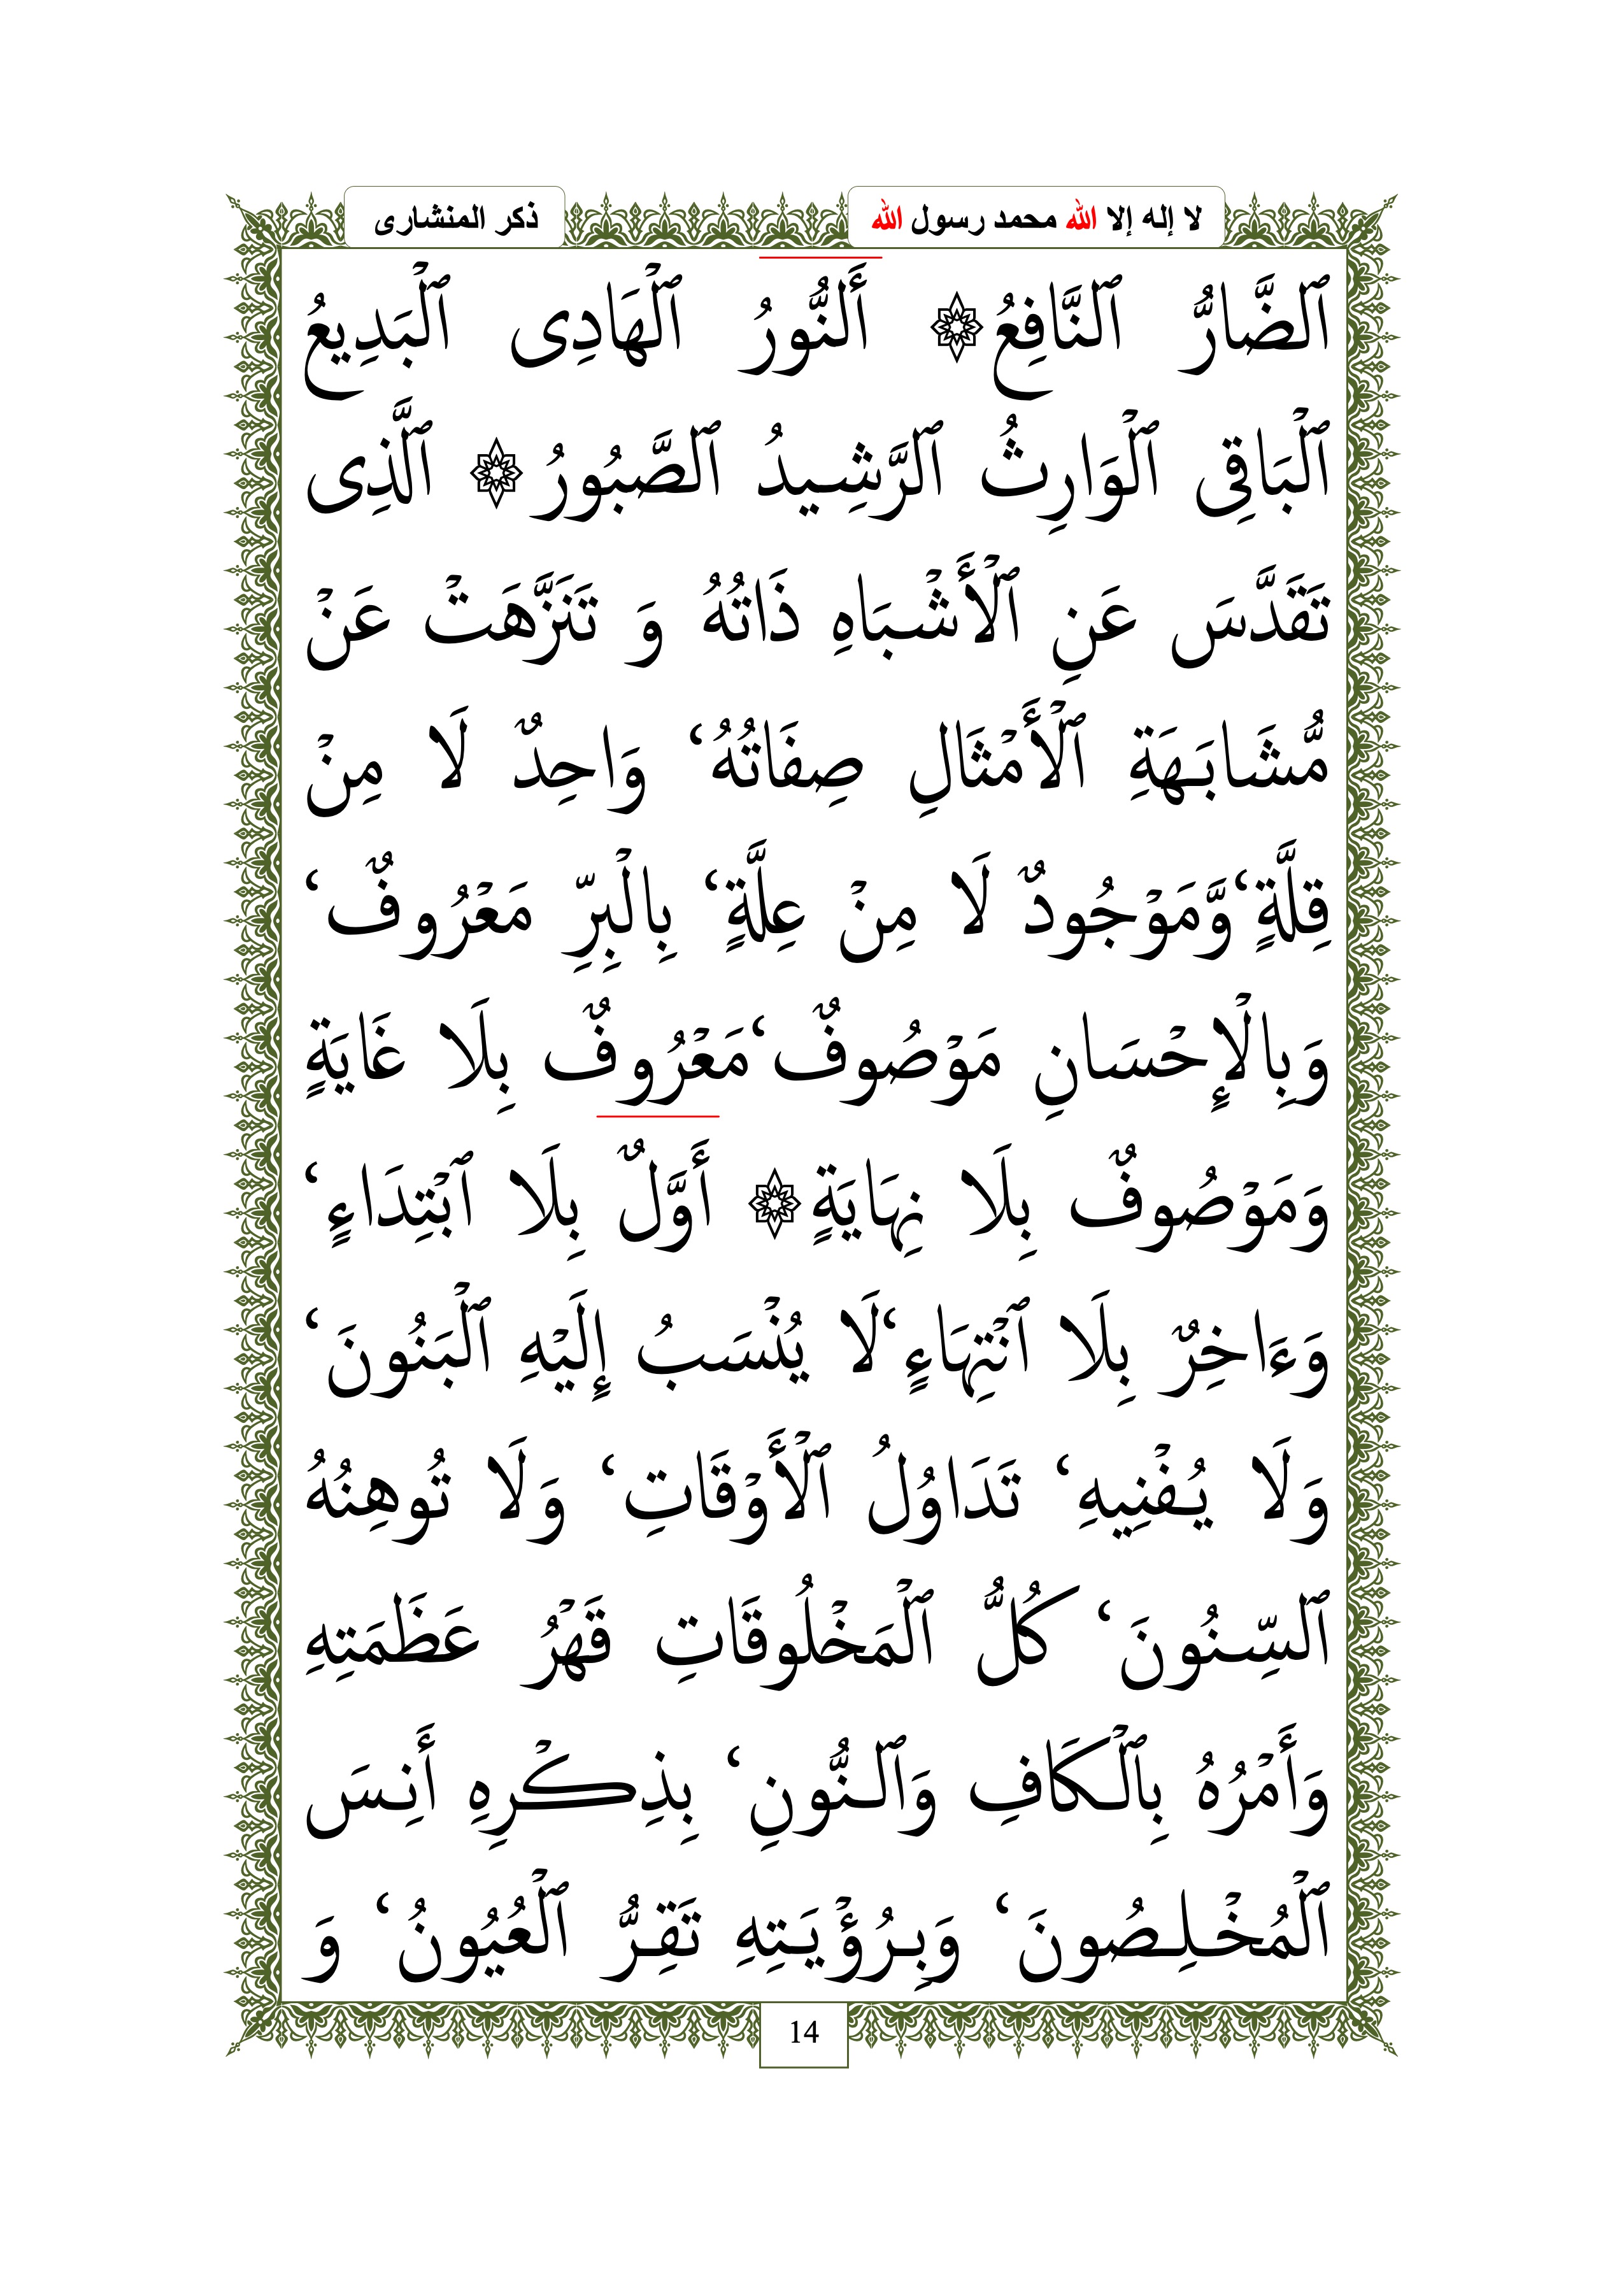 لا إله إلا الله محمد رسول الله
ذكر المنشارى
ٱلضَّارُّ ٱلنَّافِعُ۞ أَلنُّورُ ٱلْهَادِى ٱلْبَدِيعُ
ٱلْبَاقِى ٱلْوَارِثُ ٱلرَّشِيدُ ٱلصَّبُورُ۞ ٱلَّذِى
تَقَدَّسَ عَنِ ٱلْأَشْبَاهِ ذَاتُهُ وَ تَنَزَّهَتْ عَنْ
مُّشَابَهَةِ ٱلْأَمْثَالِ صِفَاتُهُ، وَاحِدٌ لَا مِنْ
قِلَّةٍ،وَّمَوْجُودٌ لَا مِنْ عِلَّةٍ، بِالْبِرِّ مَعْرُوفٌ،
وَبِالْإِحْسَانِ مَوْصُوفٌ،مَعْرُوفٌ بِلَا غَايَةٍ
وَمَوْصُوفٌ بِلَا نِهَايَةٍ۞ أَوَّلٌ بِلَا ٱبْتِدَاءٍ،
وَءَاخِرٌ بِلَا ٱنْتِهَاءٍ،لَا يُنْسَبُ إِلَيْهِ ٱلْبَنُونَ،
وَلَا يُفْنِيهِ، تَدَاوُلُ ٱلْأَوْقَاتِ، وَلَا تُوهِنُهُ
ٱلسِّنُونَ، كُلُّ ٱلْمَخْلُوقَاتِ قَهْرُ عَظَمَتِهِ
وَأَمْرُهُ بِٱلْكَافِ وَٱلنُّونِ، بِذِكْرِهِ أَنِسَ
ٱلْمُخْلِصُونَ، وَبِرُؤْيَتِهِ تَقِرُّ ٱلْعُيُونُ، وَ
14